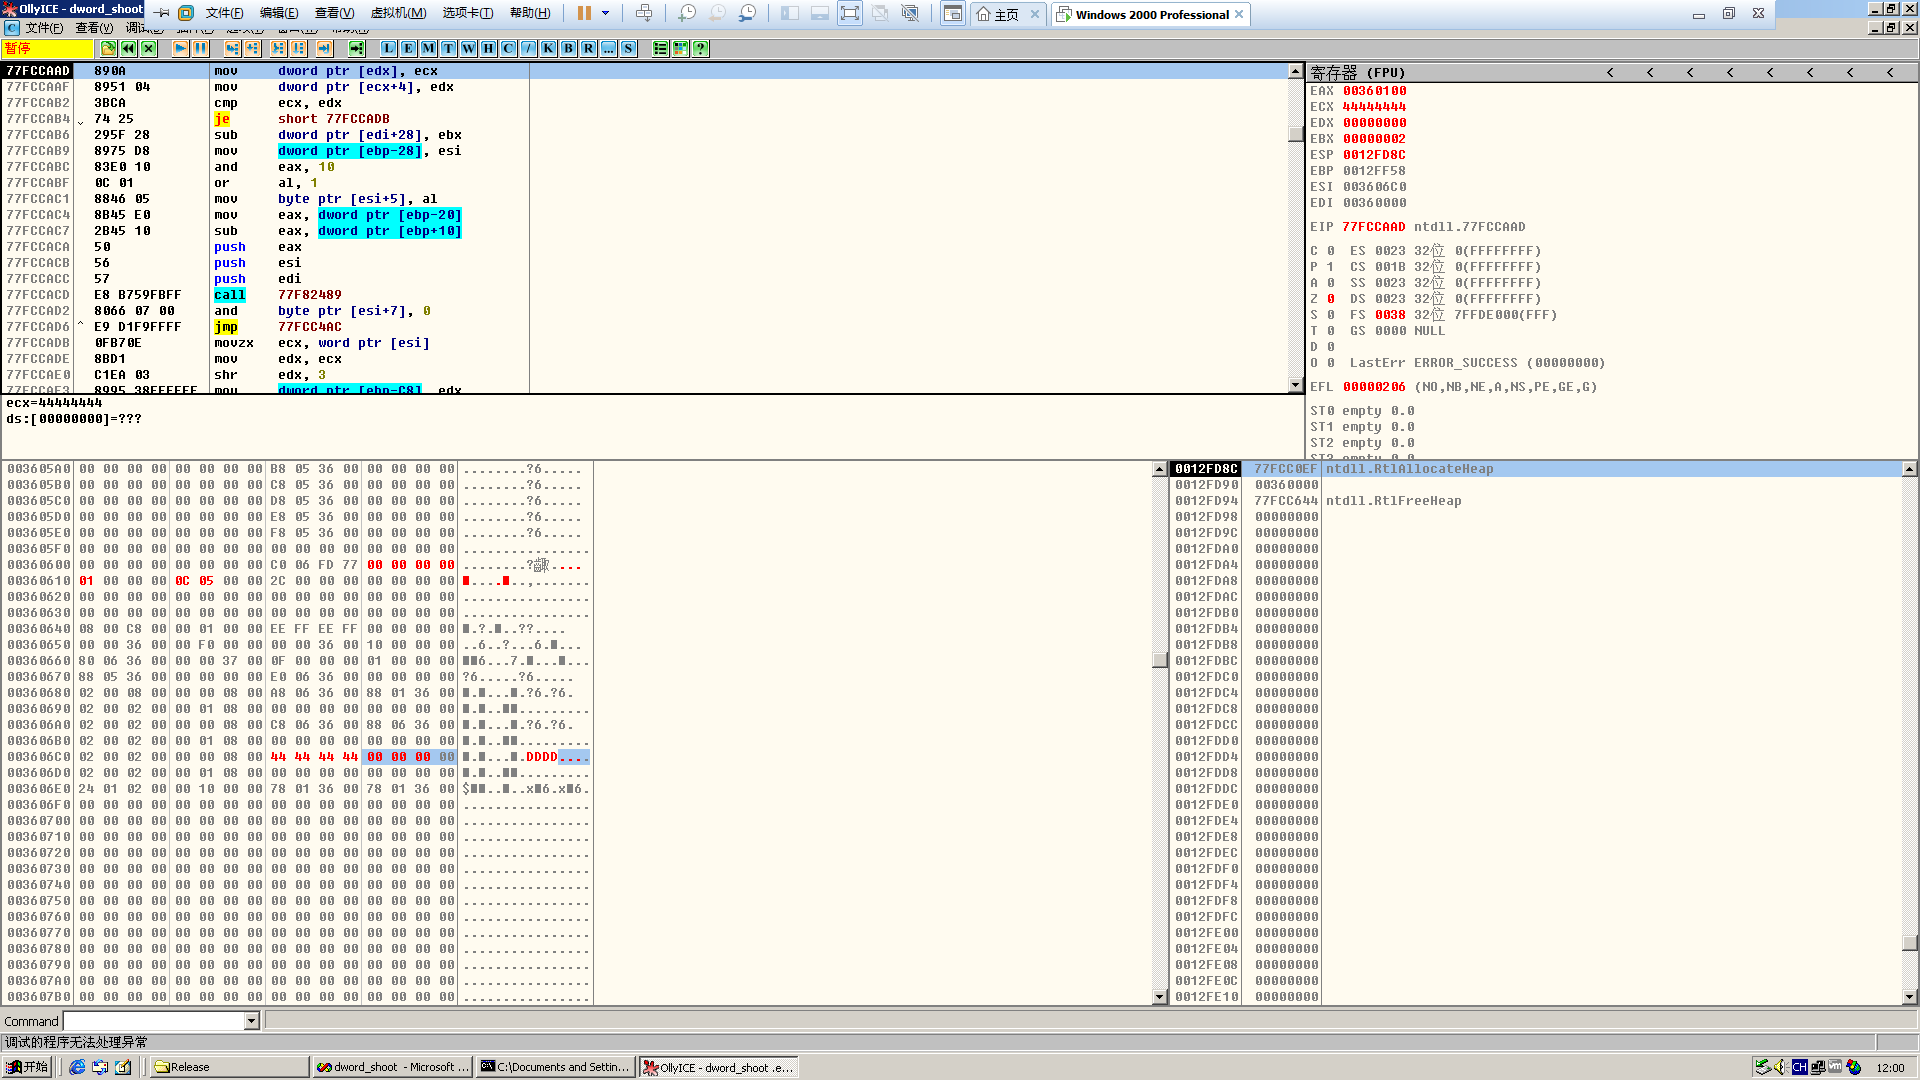 OllyICE - dword_shoot 文件(F) 编辑(E) 查看(V) 虚拟机(M) 选项卡(T) 帮助(H) 主页 Windows 2000 Professional
文件(F) 查看(V)
暂停 L E M T W H C / K B R ... S ?
77FCCAAD 890A mov dword ptr [edx], ecx
77FCCAAF 8951 04 mov dword ptr [ecx+4], edx
77FCCAB2 3BCA cmp ecx, edx
77FCCAB4 74 25 je short 77FCCADB
77FCCAB6 295F 28 sub dword ptr [edi+28], ebx
77FCCAB9 8975 D8 mov dword ptr [ebp-28], esi
77FCCABC 83E0 10 and eax, 10
77FCCABF 0C 01 or al, 1
77FCCAC1 8846 05 mov byte ptr [esi+5], al
77FCCAC4 8B45 E0 mov eax, dword ptr [ebp-20]
77FCCAC7 2B45 10 sub eax, dword ptr [ebp+10]
77FCCACA 50 push eax
77FCCACB 56 push esi
77FCCACC 57 push edi
77FCCACD E8 B759FBFF call 77F82489
77FCCAD2 8066 07 00 and byte ptr [esi+7], 0
77FCCAD6 ^ E9 D1F9FFFF jmp 77FCC4AC
77FCCADB 0FB70E movzx ecx, word ptr [esi]
77FCCADE 8BD1 mov edx, ecx
77FCCAE0 C1EA 03 shr edx, 3
77FCCAE3 8995 38FFFFFF mov dword ptr [ebp-C8], edx
ecx=44444444
ds:[00000000]=???
寄存器 (FPU) < < < < < < < <
EAX 00360100
ECX 44444444
EDX 00000000
EBX 00000002
ESP 0012FD8C
EBP 0012FF58
ESI 003606C0
EDI 00360000
EIP 77FCCAAD ntdll.77FCCAAD
C 0 ES 0023 32位 0(FFFFFFFF)
P 1 CS 001B 32位 0(FFFFFFFF)
A 0 SS 0023 32位 0(FFFFFFFF)
Z 0 DS 0023 32位 0(FFFFFFFF)
S 0 FS 0038 32位 7FFDE000(FFF)
T 0 GS 0000 NULL
D 0
O 0 LastErr ERROR_SUCCESS (00000000)
EFL 00000206 (NO,NB,NE,A,NS,PE,GE,G)
ST0 empty 0.0
ST1 empty 0.0
ST2 empty 0.0
ST3 empty 0.0
003605A0 00 00 00 00 00 00 00 00 B8 05 36 00 00 00 00 00 ........?6.....
003605B0 00 00 00 00 00 00 00 00 C8 05 36 00 00 00 00 00 ........?6.....
003605C0 00 00 00 00 00 00 00 00 D8 05 36 00 00 00 00 00 ........?6.....
003605D0 00 00 00 00 00 00 00 00 E8 05 36 00 00 00 00 00 ........?6.....
003605E0 00 00 00 00 00 00 00 00 F8 05 36 00 00 00 00 00 ........?6.....
003605F0 00 00 00 00 00 00 00 00 00 00 00 00 00 00 00 00 ................
00360600 00 00 00 00 00 00 00 00 C0 06 FD 77 00 00 00 00
00360610 01 00 00 00 0C 05 00 00 2C 00 00 00 00 00 00 00
00360620 00 00 00 00 00 00 00 00 00 00 00 00 00 00 00 00 ................
00360630 00 00 00 00 00 00 00 00 00 00 00 00 00 00 00 00 ................
00360640 08 00 C8 00 00 01 00 00 EE FF EE FF 00 00 00 00
00360650 00 00 36 00 00 F0 00 00 00 00 36 00 10 00 00 00
00360660 80 06 36 00 00 00 37 00 0F 00 00 00 01 00 00 00
00360670 88 05 36 00 00 00 00 00 E0 06 36 00 00 00 00 00 ?6.....?6.....
00360680 02 00 08 00 00 00 08 00 A8 06 36 00 88 01 36 00
00360690 02 00 02 00 00 01 08 00 00 00 00 00 00 00 00 00
003606A0 02 00 02 00 00 00 08 00 C8 06 36 00 88 06 36 00
003606B0 02 00 02 00 00 01 08 00 00 00 00 00 00 00 00 00
003606C0 02 00 02 00 00 00 08 00 44 44 44 44 00 00 00 00 DDDD....
003606D0 02 00 02 00 00 01 08 00 00 00 00 00 00 00 00 00
003606E0 24 01 02 00 00 10 00 00 78 01 36 00 78 01 36 00
003606F0 00 00 00 00 00 00 00 00 00 00 00 00 00 00 00 00 ................
00360700 00 00 00 00 00 00 00 00 00 00 00 00 00 00 00 00 ................
00360710 00 00 00 00 00 00 00 00 00 00 00 00 00 00 00 00 ................
00360720 00 00 00 00 00 00 00 00 00 00 00 00 00 00 00 00 ................
00360730 00 00 00 00 00 00 00 00 00 00 00 00 00 00 00 00 ................
00360740 00 00 00 00 00 00 00 00 00 00 00 00 00 00 00 00 ................
00360750 00 00 00 00 00 00 00 00 00 00 00 00 00 00 00 00 ................
00360760 00 00 00 00 00 00 00 00 00 00 00 00 00 00 00 00 ................
00360770 00 00 00 00 00 00 00 00 00 00 00 00 00 00 00 00 ................
00360780 00 00 00 00 00 00 00 00 00 00 00 00 00 00 00 00 ................
00360790 00 00 00 00 00 00 00 00 00 00 00 00 00 00 00 00 ................
003607A0 00 00 00 00 00 00 00 00 00 00 00 00 00 00 00 00 ................
003607B0 00 00 00 00 00 00 00 00 00 00 00 00 00 00 00 00 ................
0012FD8C 77FCC0EF ntdll.RtlAllocateHeap
0012FD90 00360000
0012FD94 77FCC644 ntdll.RtlFreeHeap
0012FD98 00000000
0012FD9C 00000000
0012FDA0 00000000
0012FDA4 00000000
0012FDA8 00000000
0012FDAC 00000000
0012FDB0 00000000
0012FDB4 00000000
0012FDB8 00000000
0012FDBC 00000000
0012FDC0 00000000
0012FDC4 00000000
0012FDC8 00000000
0012FDCC 00000000
0012FDD0 00000000
0012FDD4 00000000
0012FDD8 00000000
0012FDDC 00000000
0012FDE0 00000000
0012FDE4 00000000
0012FDE8 00000000
0012FDEC 00000000
0012FDF0 00000000
0012FDF4 00000000
0012FDF8 00000000
0012FDFC 00000000
0012FE00 00000000
0012FE04 00000000
0012FE08 00000000
0012FE0C 00000000
0012FE10 00000000
Command
调试的程序无法处理异常
开始 Release dword_shoot - Microsoft ... C:\Documents and Settin... OllyICE - dword_shoot .e... CH 12:00